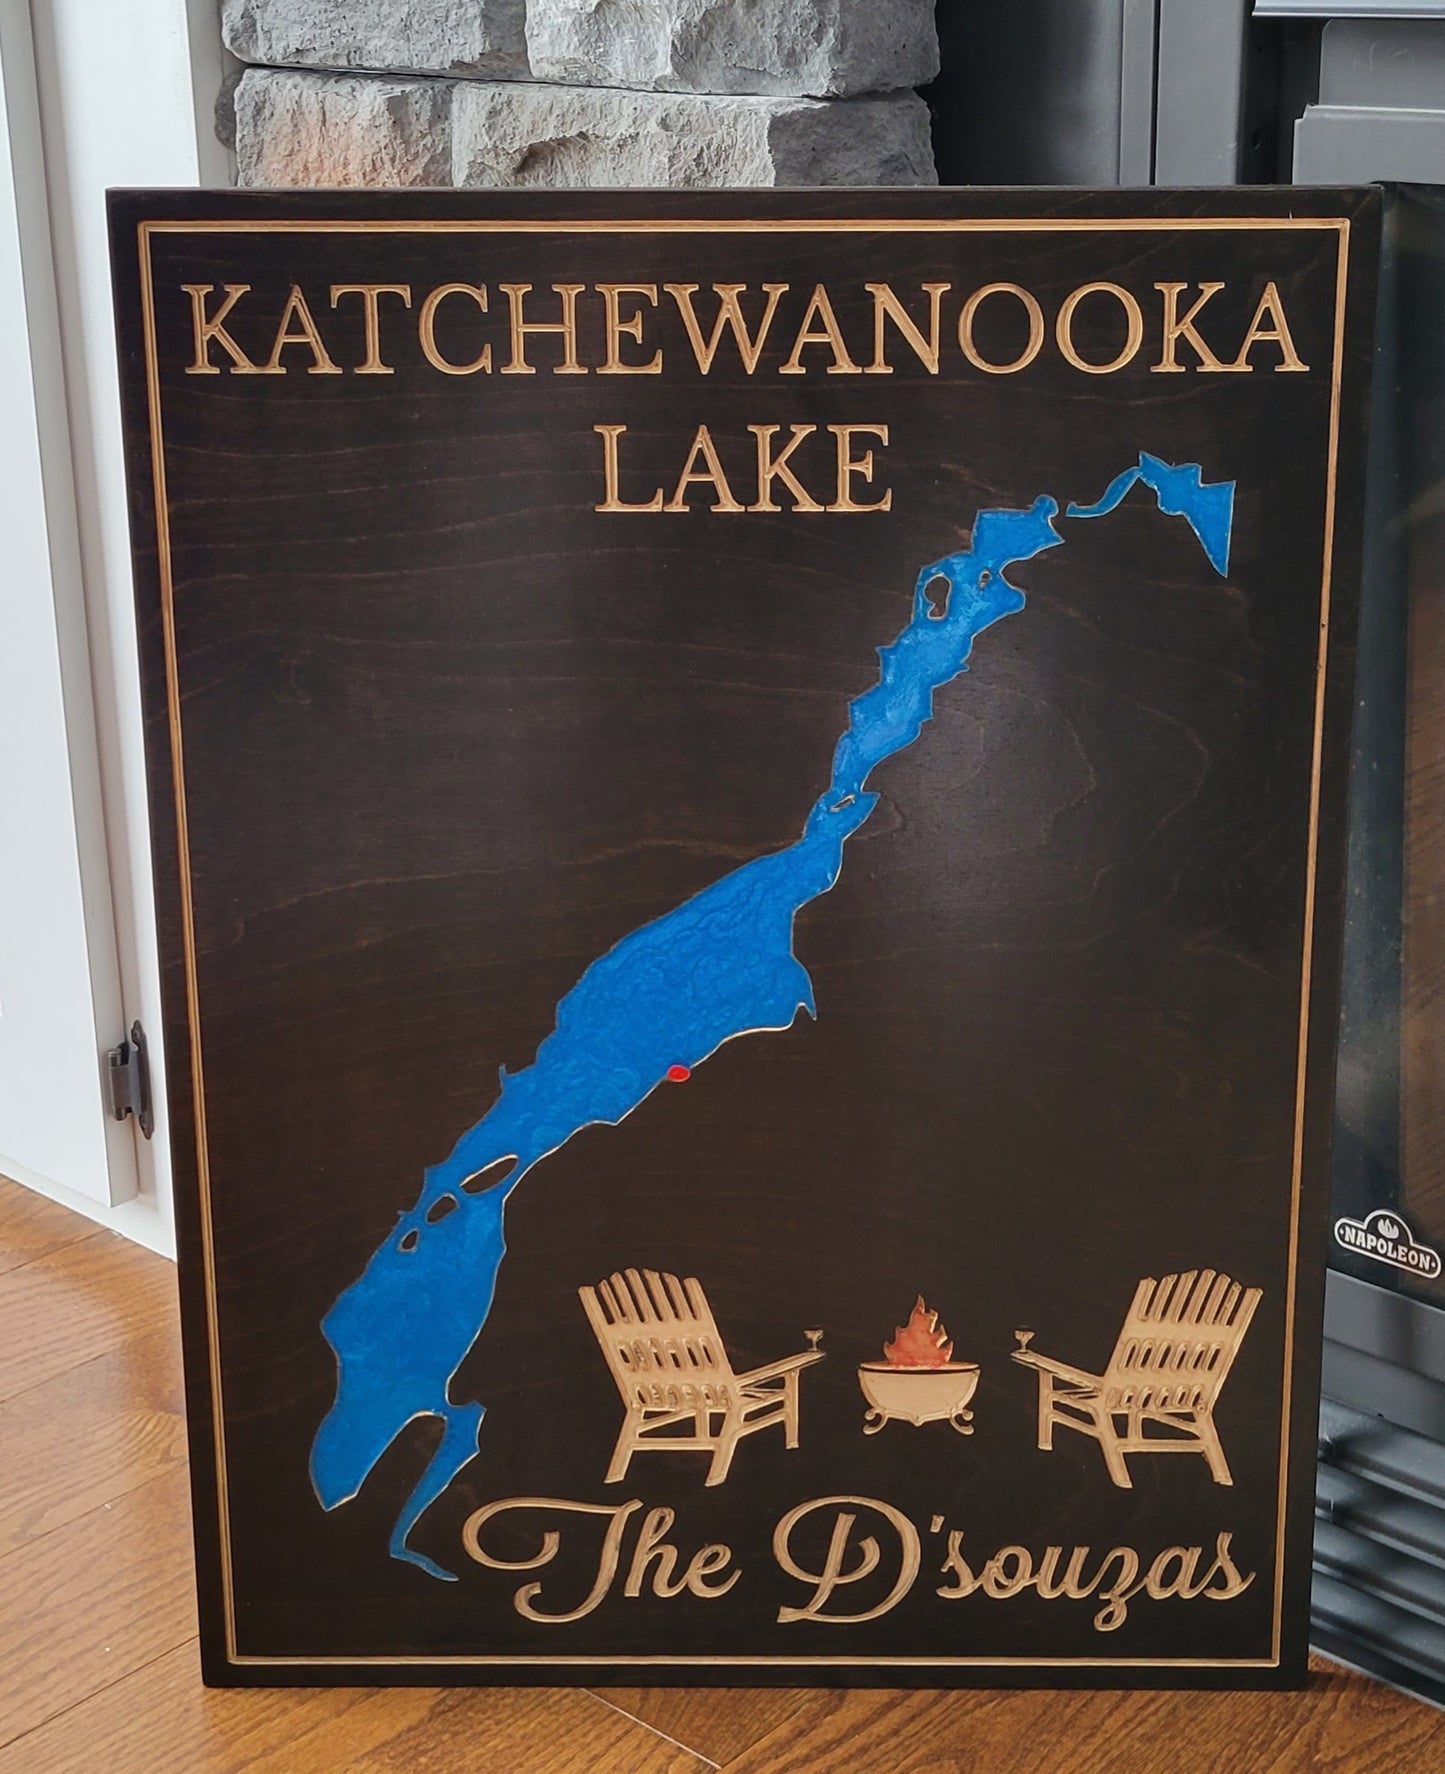 KATCHEWANOOKA
LAKE
NAPOLEON
The D'souzas